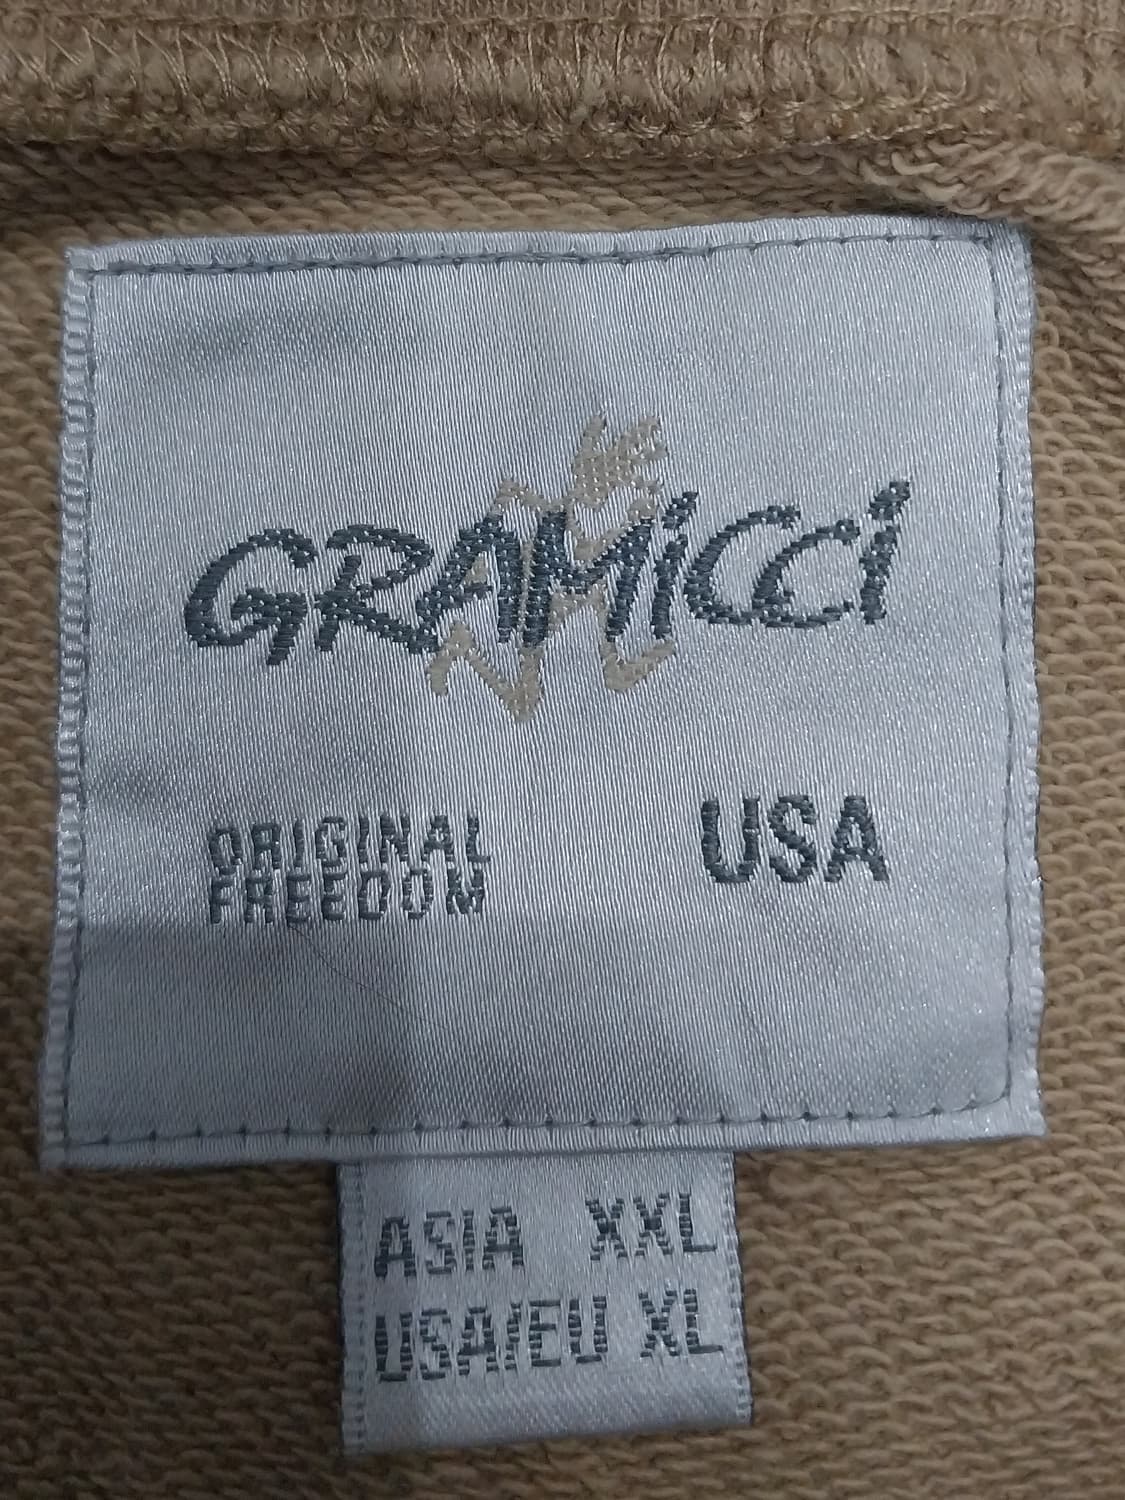 GRAMiCCi
ORIGINAL
FREEDOM
USA
ASIA XXL
USA/EU XL